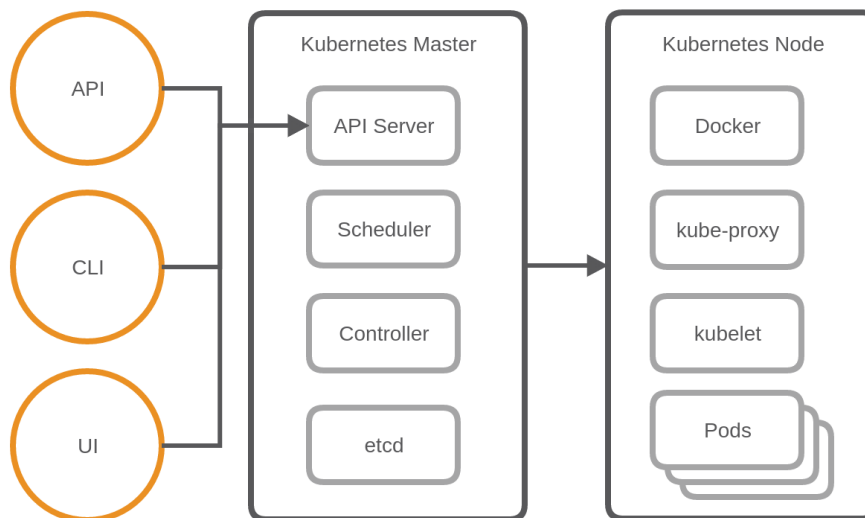 API
CLI
UI
Kubernetes Master
API Server
Scheduler
Controller
etcd
Kubernetes Node
Docker
kube-proxy
kubelet
Pods